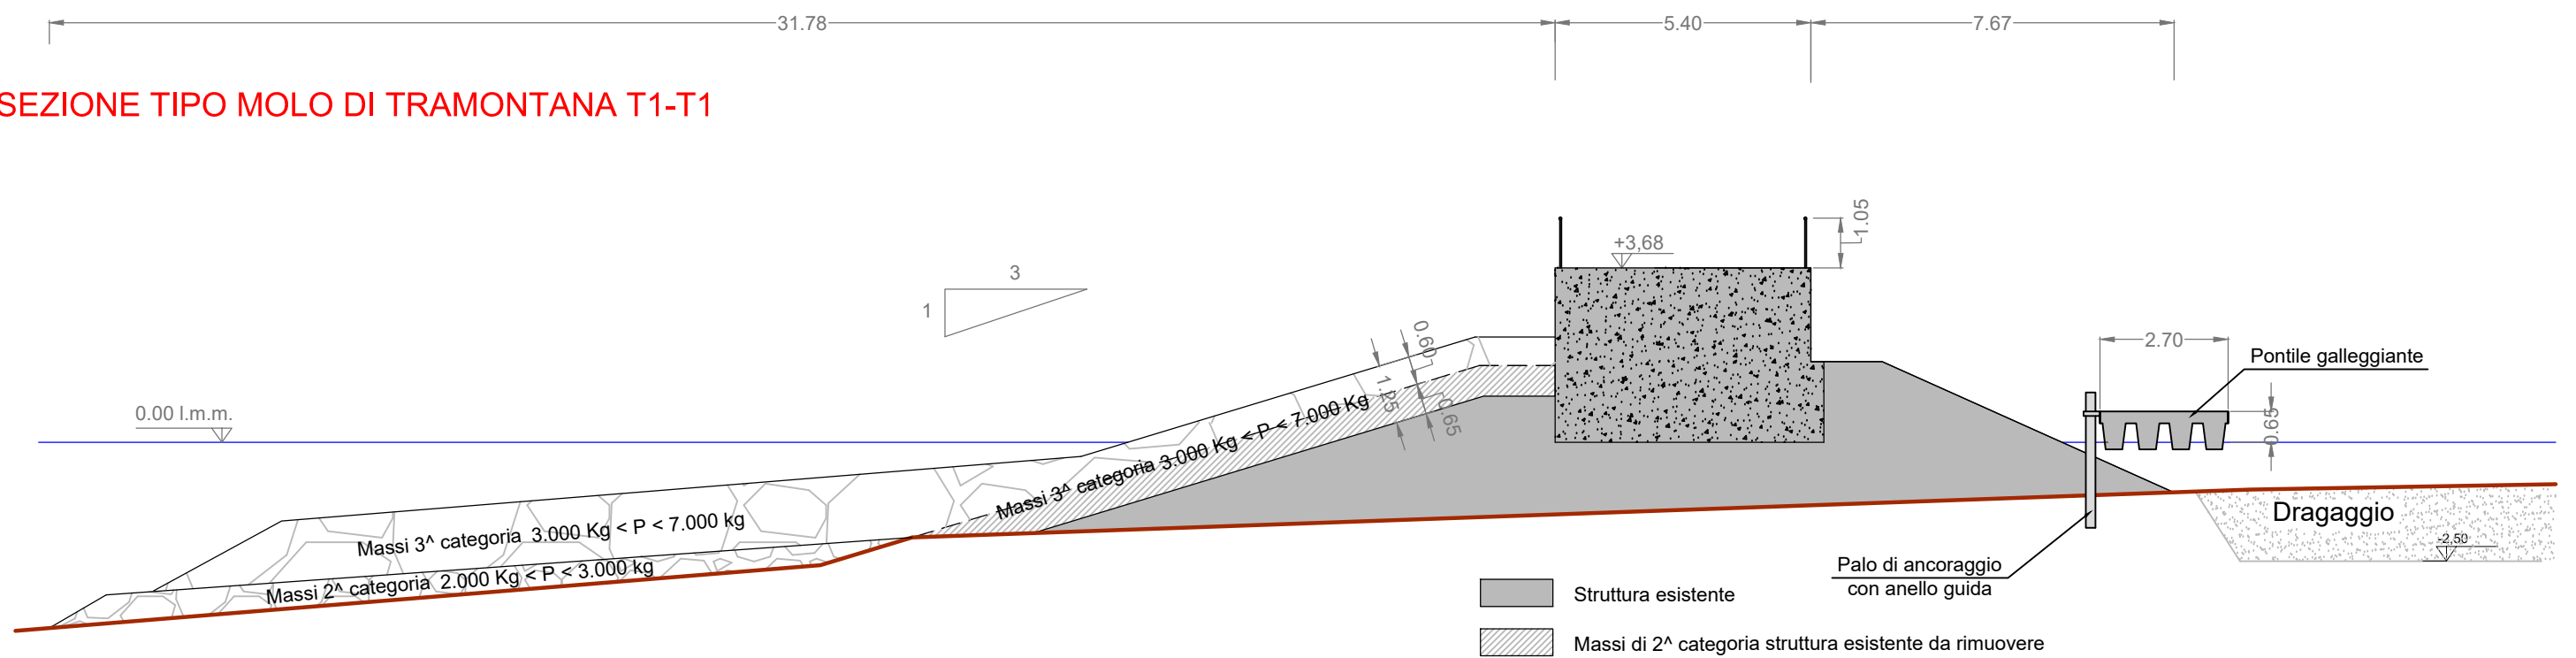 31.78
5.40
7.67
SEZIONE TIPO MOLO DI TRAMONTANA T1-T1
1.05
+3,68
3
1
0.60
1.25
0.65
2.70
Pontile galleggiante
0.65
0.00 l.m.m.
Massi 3^ categoria 3.000 Kg < P < 7.000 Kg
Massi 3^ categoria 3.000 Kg < P < 7.000 kg
Massi 2^ categoria 2.000 Kg < P < 3.000 kg
Dragaggio
-2,50
Palo di ancoraggio
con anello guida
Struttura esistente
Massi di 2^ categoria struttura esistente da rimuovere